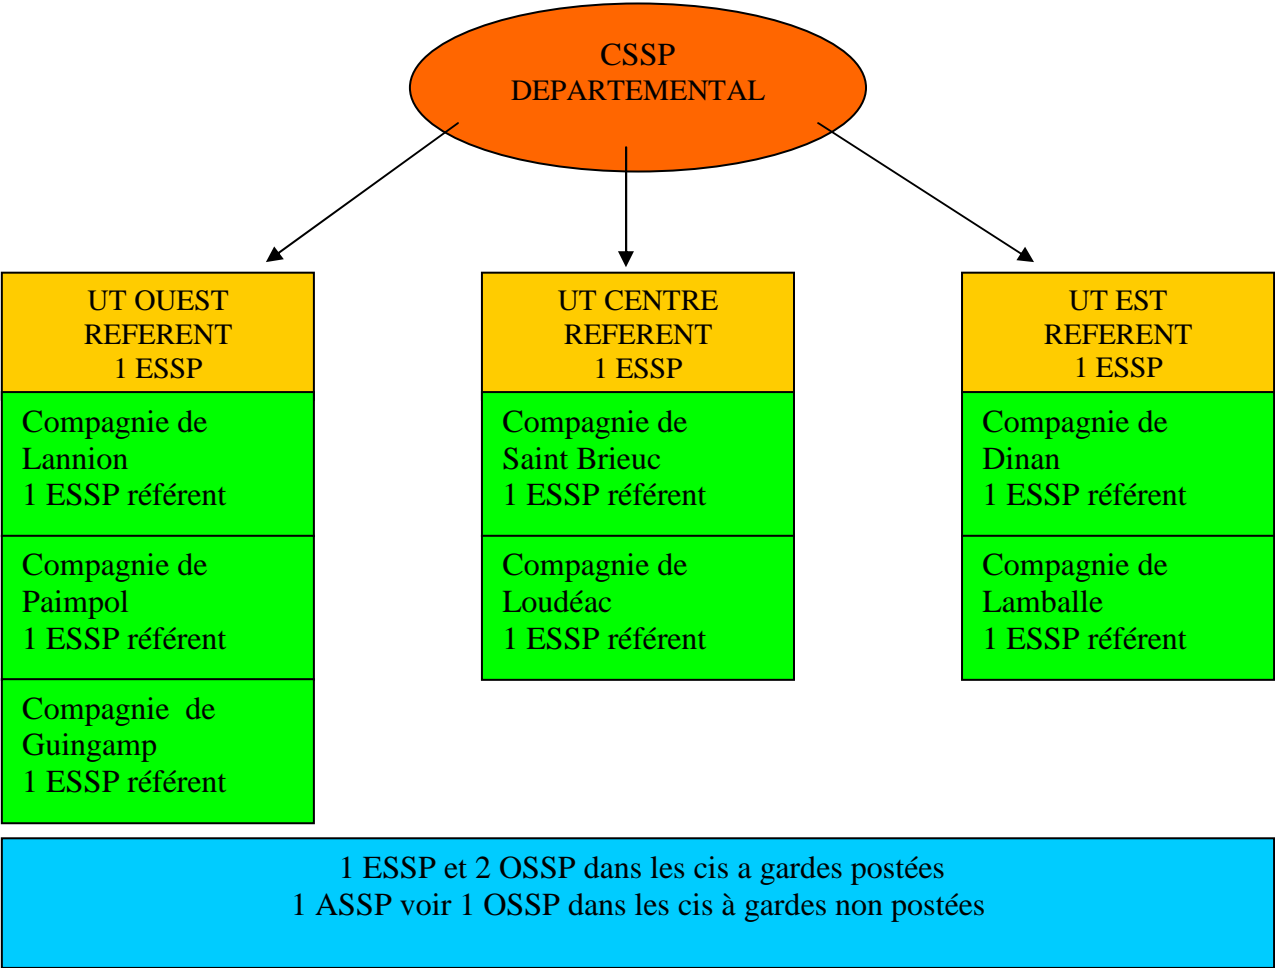 CSSP
DEPARTEMENTAL
UT OUEST
REFERENT
1 ESSP
Compagnie de
Lannion
1 ESSP référent
Compagnie de
Paimpol
1 ESSP référent
Compagnie  de
Guingamp
1 ESSP référent
UT CENTRE
REFERENT
1 ESSP
Compagnie de
Saint Brieuc
1 ESSP référent
Compagnie de
Loudéac
1 ESSP référent
UT EST
REFERENT
1 ESSP
Compagnie de
Dinan
1 ESSP référent
Compagnie de
Lamballe
1 ESSP référent
1 ESSP et 2 OSSP dans les cis a gardes postées
1 ASSP voir 1 OSSP dans les cis à gardes non postées